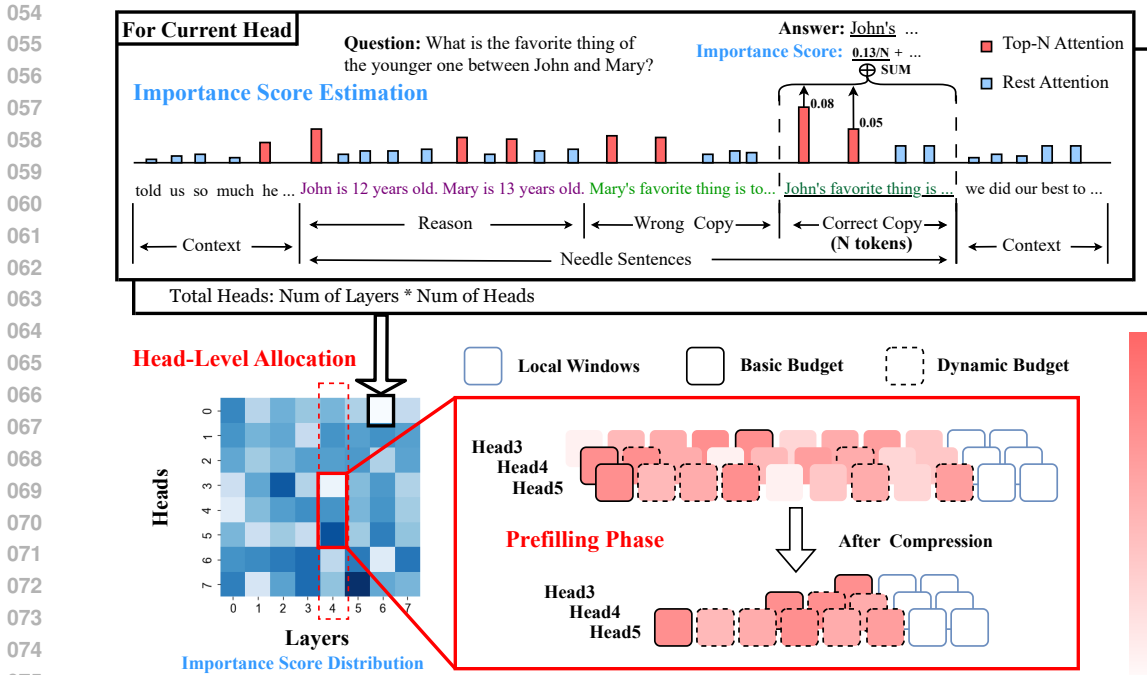 054
055
056
057
058
059
060
061
062
063
064
065
066
067
068
069
070
071
072
073
074
For Current Head
Question: What is the favorite thing of
the younger one between John and Mary?
Answer: John's ...
Importance Score: 0.13/N + ...
SUM
Top-N Attention
Rest Attention
Importance Score Estimation
0.08
0.05
told us so much he ... John is 12 years old. Mary is 13 years old. Mary's favorite thing is to... John's favorite thing is ... we did our best to ...
Reason
Wrong Copy
Correct Copy
(N tokens)
Context
Context
Needle Sentences
Total Heads: Num of Layers * Num of Heads
Head-Level Allocation
Local Windows
Basic Budget
Dynamic Budget
Heads
0
1
2
3
4
5
6
7
0 1 2 3 4 5 6 7
Layers
Importance Score Distribution
Head3
Head4
Head5
Prefilling Phase
After Compression
Head3
Head4
Head5